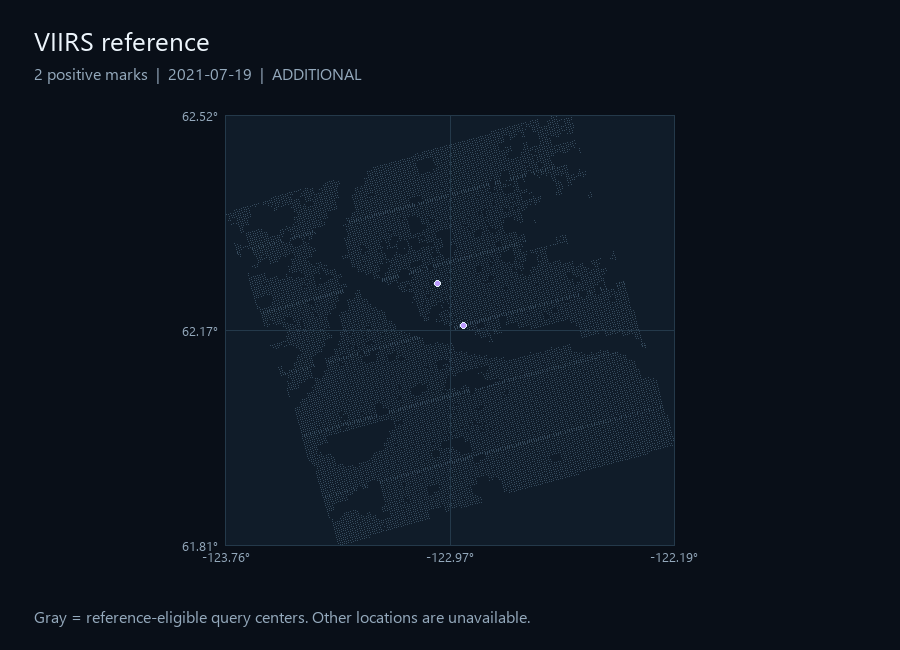 VIIRS reference
2 positive marks | 2021-07-19 | ADDITIONAL
62.52°
62.17°
61.81°
-123.76°
-122.97°
-122.19°
Gray = reference-eligible query centers. Other locations are unavailable.